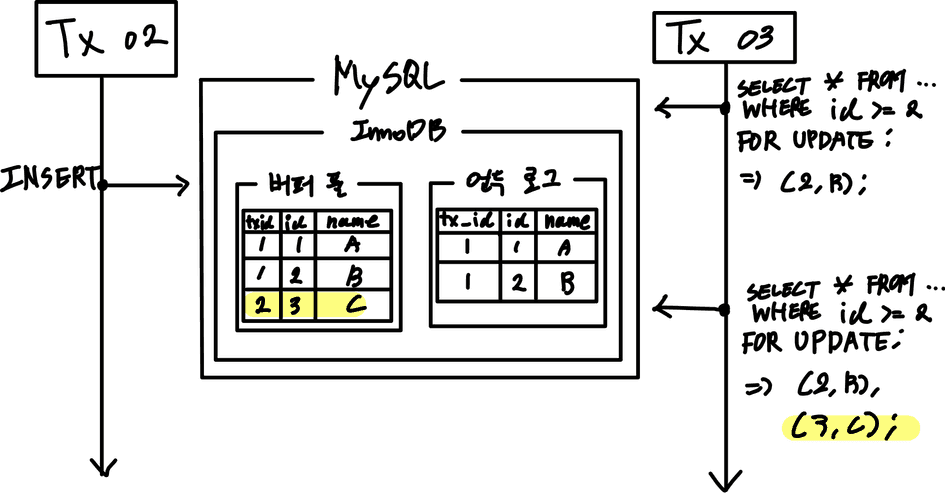 Tx 02
Tx 03
MySQL
InnoDB
SELECT * FROM ...
WHERE id >= 2
FOR UPDATE :
=> (2, B);
INSERT
버퍼 풀
txid id name
1 1 A
1 2 B
2 3 C
언두 로그
tx_id id name
1 1 A
1 2 B
SELECT * FROM ...
WHERE id >= 2
FOR UPDATE;
=> (2, B),
(3, C);